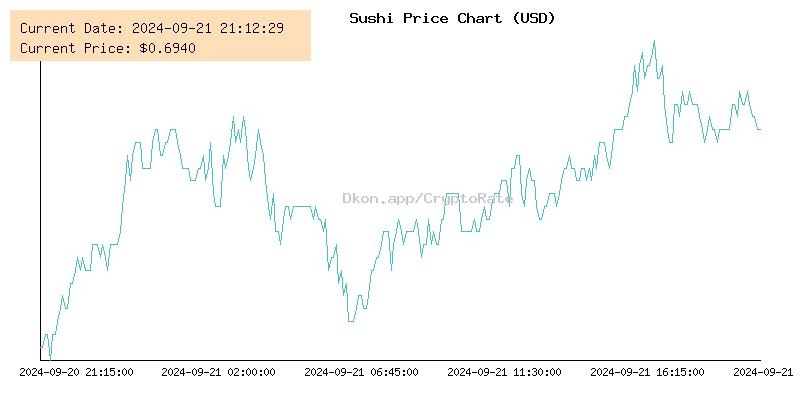 Sushi Price Chart (USD)
Current Date: 2024-09-21 21:12:29
Current Price: $0.6940
Dkon.app/CryptoRate
2024-09-20 21:15:00 2024-09-21 02:00:00 2024-09-21 06:45:00 2024-09-21 11:30:00 2024-09-21 16:15:00 2024-09-21